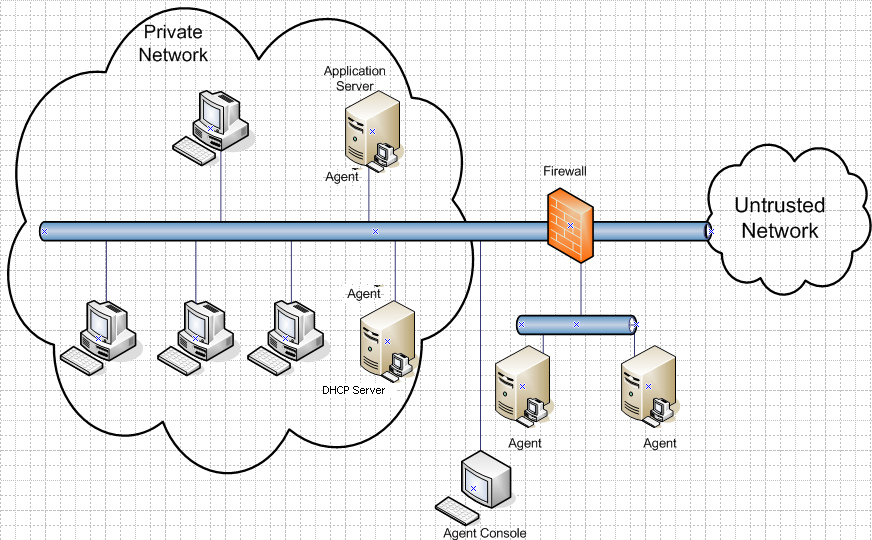 Private
Network
Application
Server
Agent
Firewall
Untrusted
Network
Agent
DHCP Server
Agent
Agent
Agent Console